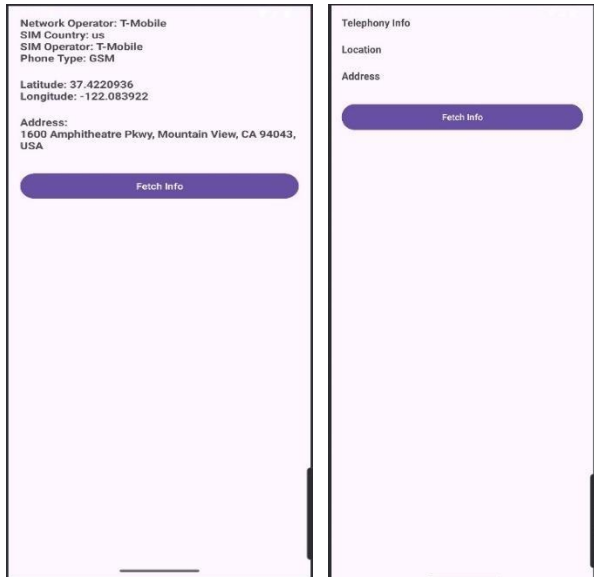 Network Operator: T-Mobile
SIM Country: us
SIM Operator: T-Mobile
Phone Type: GSM
Latitude: 37.4220936
Longitude: -122.083922
Address:
1600 Amphitheatre Pkwy, Mountain View, CA 94043,
USA
Fetch Info
Telephony Info
Location
Address
Fetch Info